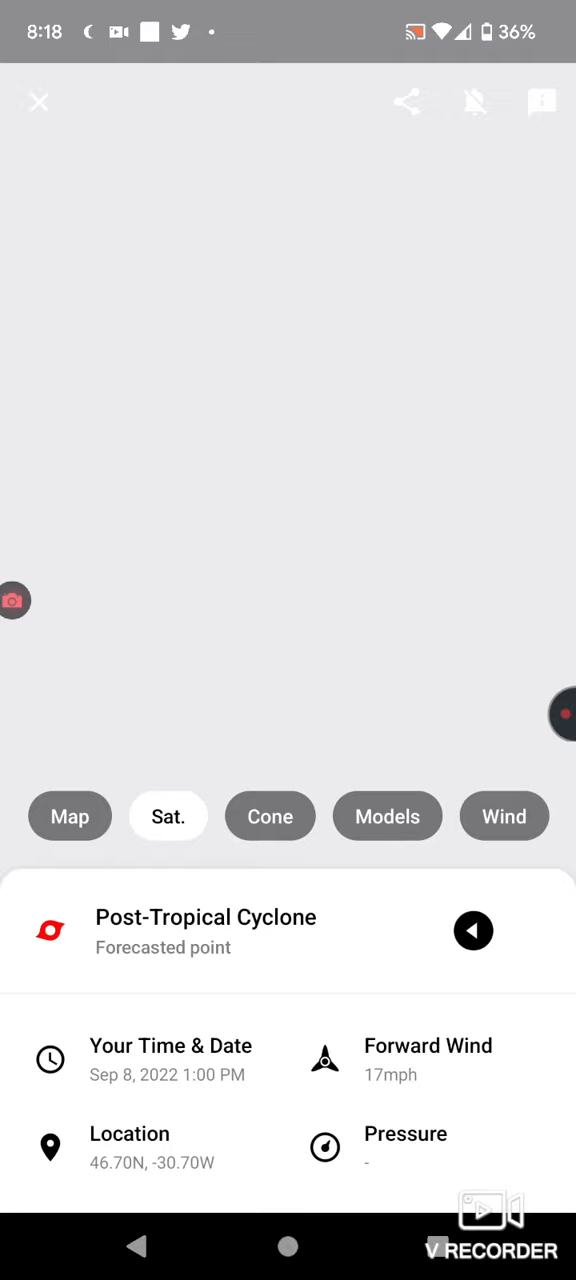 8:18
36%
Map Sat. Cone Models Wind
Post-Tropical Cyclone
Forecasted point
Your Time & Date
Sep 8, 2022 1:00 PM
Forward Wind
17mph
Location
46.70N, -30.70W
Pressure
-
V RECORDER